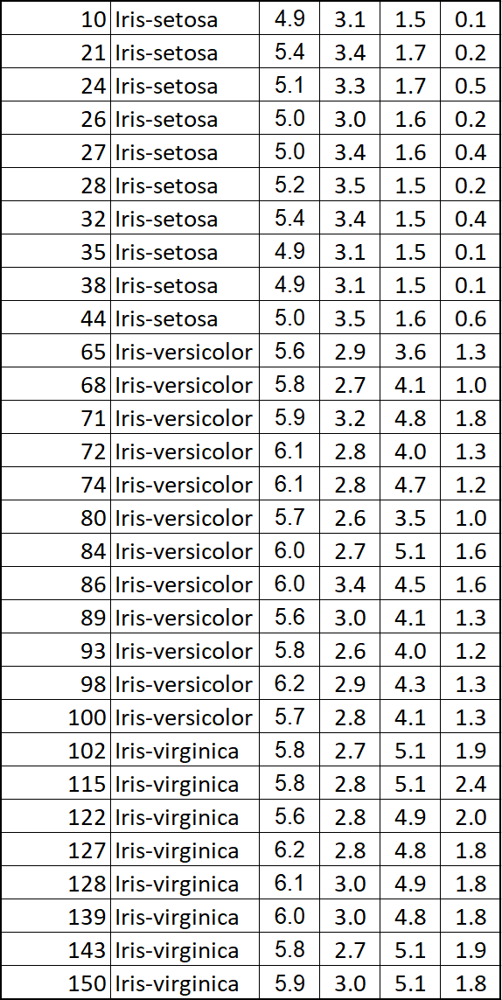 10 Iris-setosa 4.9 3.1 1.5 0.1
21 Iris-setosa 5.4 3.4 1.7 0.2
24 Iris-setosa 5.1 3.3 1.7 0.5
26 Iris-setosa 5.0 3.0 1.6 0.2
27 Iris-setosa 5.0 3.4 1.6 0.4
28 Iris-setosa 5.2 3.5 1.5 0.2
32 Iris-setosa 5.4 3.4 1.5 0.4
35 Iris-setosa 4.9 3.1 1.5 0.1
38 Iris-setosa 4.9 3.1 1.5 0.1
44 Iris-setosa 5.0 3.5 1.6 0.6
65 Iris-versicolor 5.6 2.9 3.6 1.3
68 Iris-versicolor 5.8 2.7 4.1 1.0
71 Iris-versicolor 5.9 3.2 4.8 1.8
72 Iris-versicolor 6.1 2.8 4.0 1.3
74 Iris-versicolor 6.1 2.8 4.7 1.2
80 Iris-versicolor 5.7 2.6 3.5 1.0
84 Iris-versicolor 6.0 2.7 5.1 1.6
86 Iris-versicolor 6.0 3.4 4.5 1.6
89 Iris-versicolor 5.6 3.0 4.1 1.3
93 Iris-versicolor 5.8 2.6 4.0 1.2
98 Iris-versicolor 6.2 2.9 4.3 1.3
100 Iris-versicolor 5.7 2.8 4.1 1.3
102 Iris-virginica 5.8 2.7 5.1 1.9
115 Iris-virginica 5.8 2.8 5.1 2.4
122 Iris-virginica 5.6 2.8 4.9 2.0
127 Iris-virginica 6.2 2.8 4.8 1.8
128 Iris-virginica 6.1 3.0 4.9 1.8
139 Iris-virginica 6.0 3.0 4.8 1.8
143 Iris-virginica 5.8 2.7 5.1 1.9
150 Iris-virginica 5.9 3.0 5.1 1.8